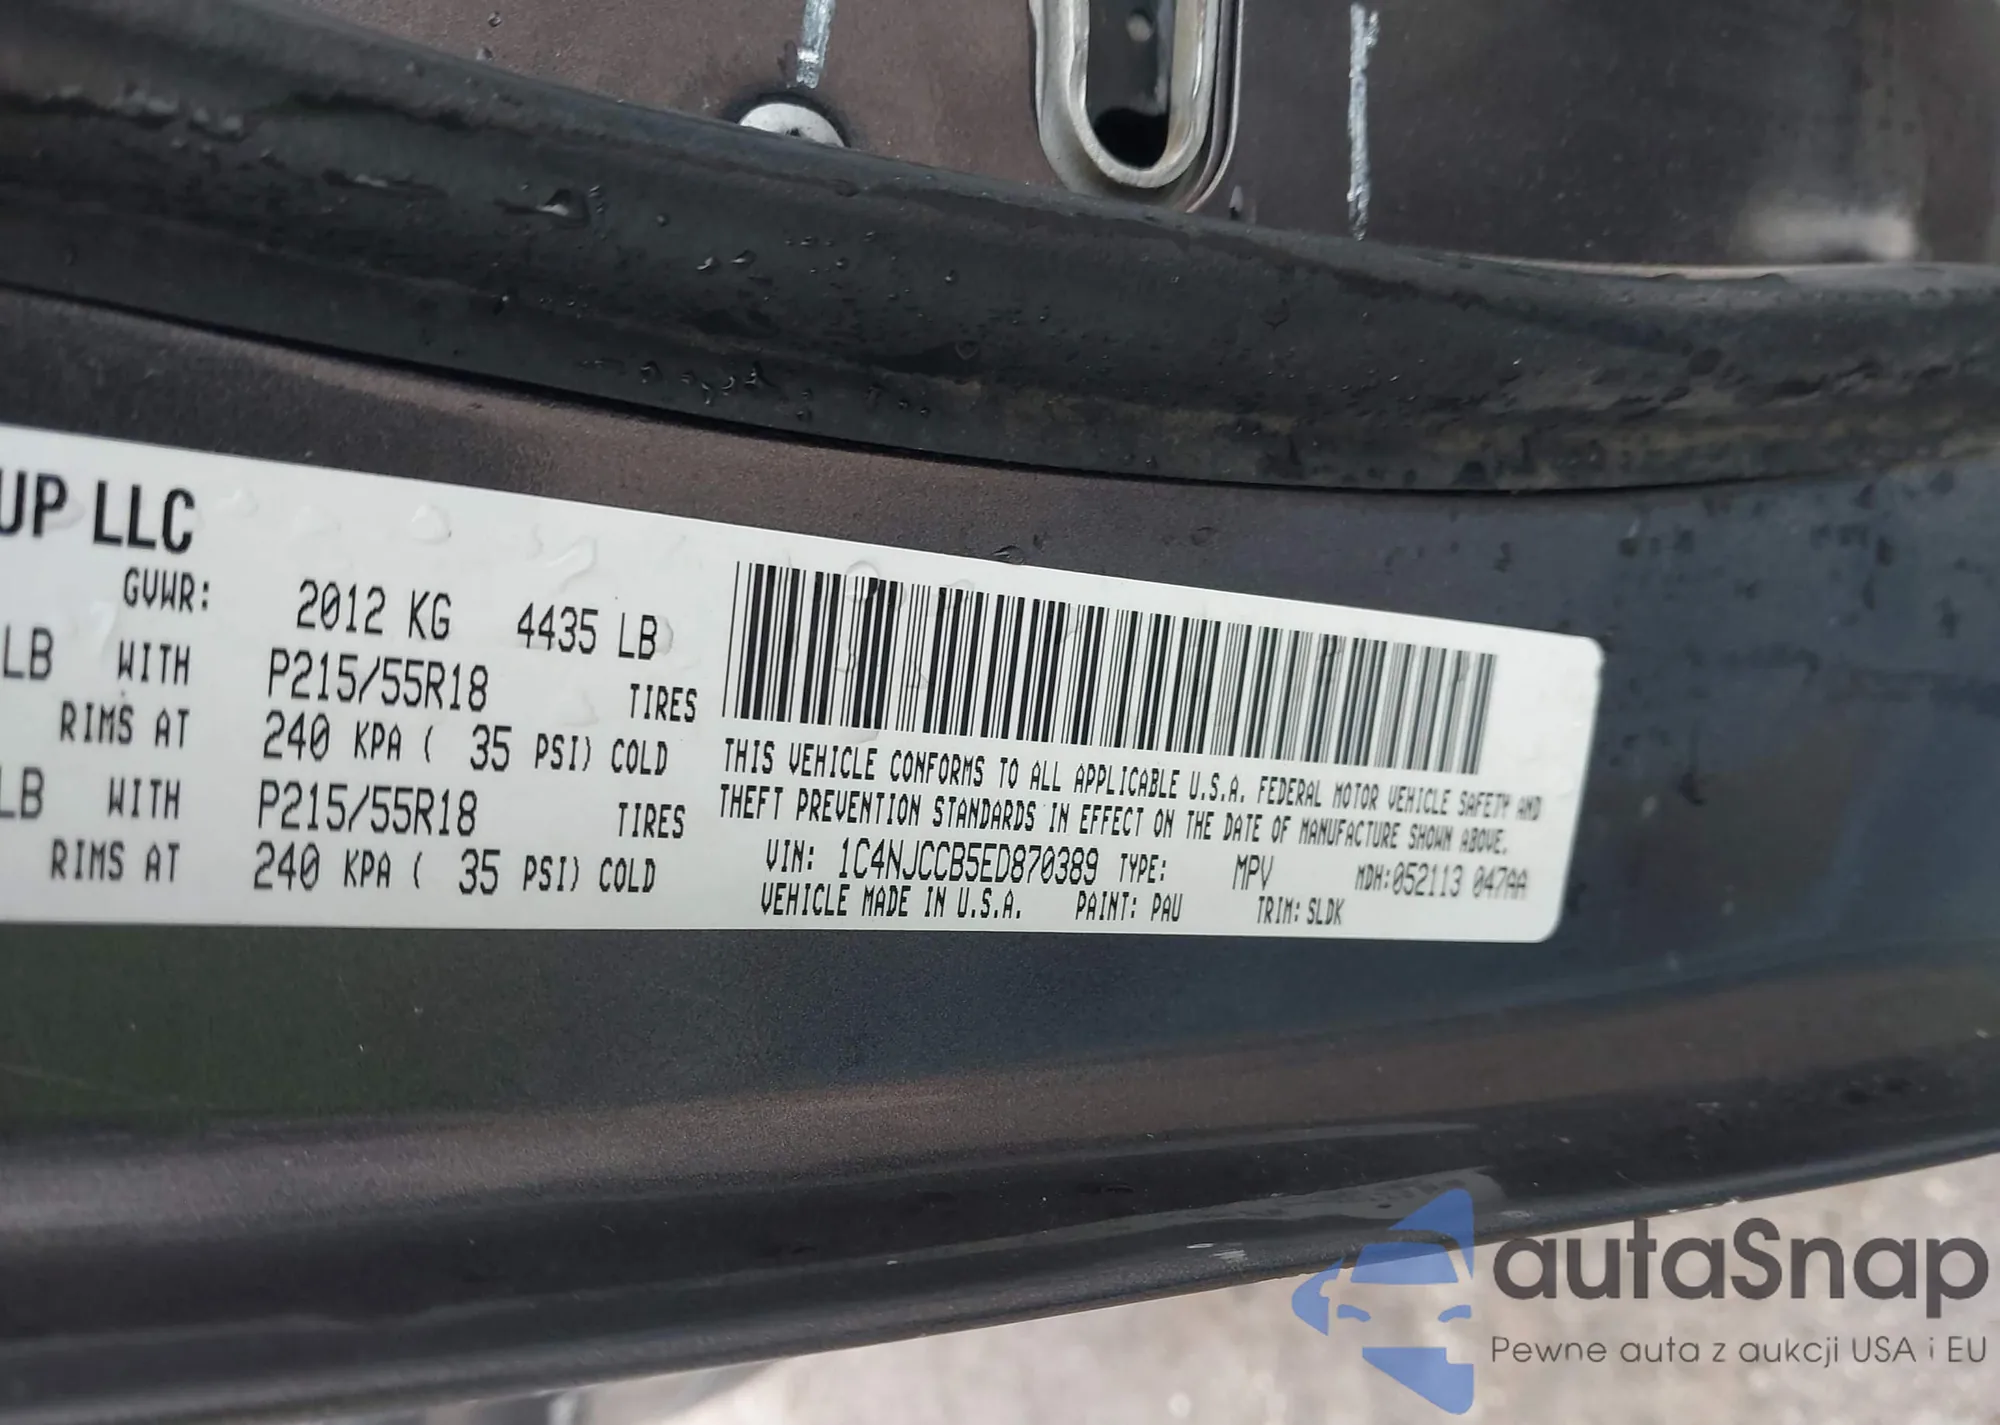 UP LLC
GVWR: 2012 KG 4435 LB
LB WITH P215/55R18 TIRES
RIMS AT 240 KPA ( 35 PSI) COLD
LB WITH P215/55R18 TIRES
RIMS AT 240 KPA ( 35 PSI) COLD
THIS VEHICLE CONFORMS TO ALL APPLICABLE U.S.A. FEDERAL MOTOR VEHICLE SAFETY AND
THEFT PREVENTION STANDARDS IN EFFECT ON THE DATE OF MANUFACTURE SHOWN ABOVE.
VIN: 1C4NJCCB5ED870389 TYPE: MPV MDH:052113 047AA
VEHICLE MADE IN U.S.A. PAINT: PAU TRIM: SLDK
autaSnap
Pewne auta z aukcji USA i EU